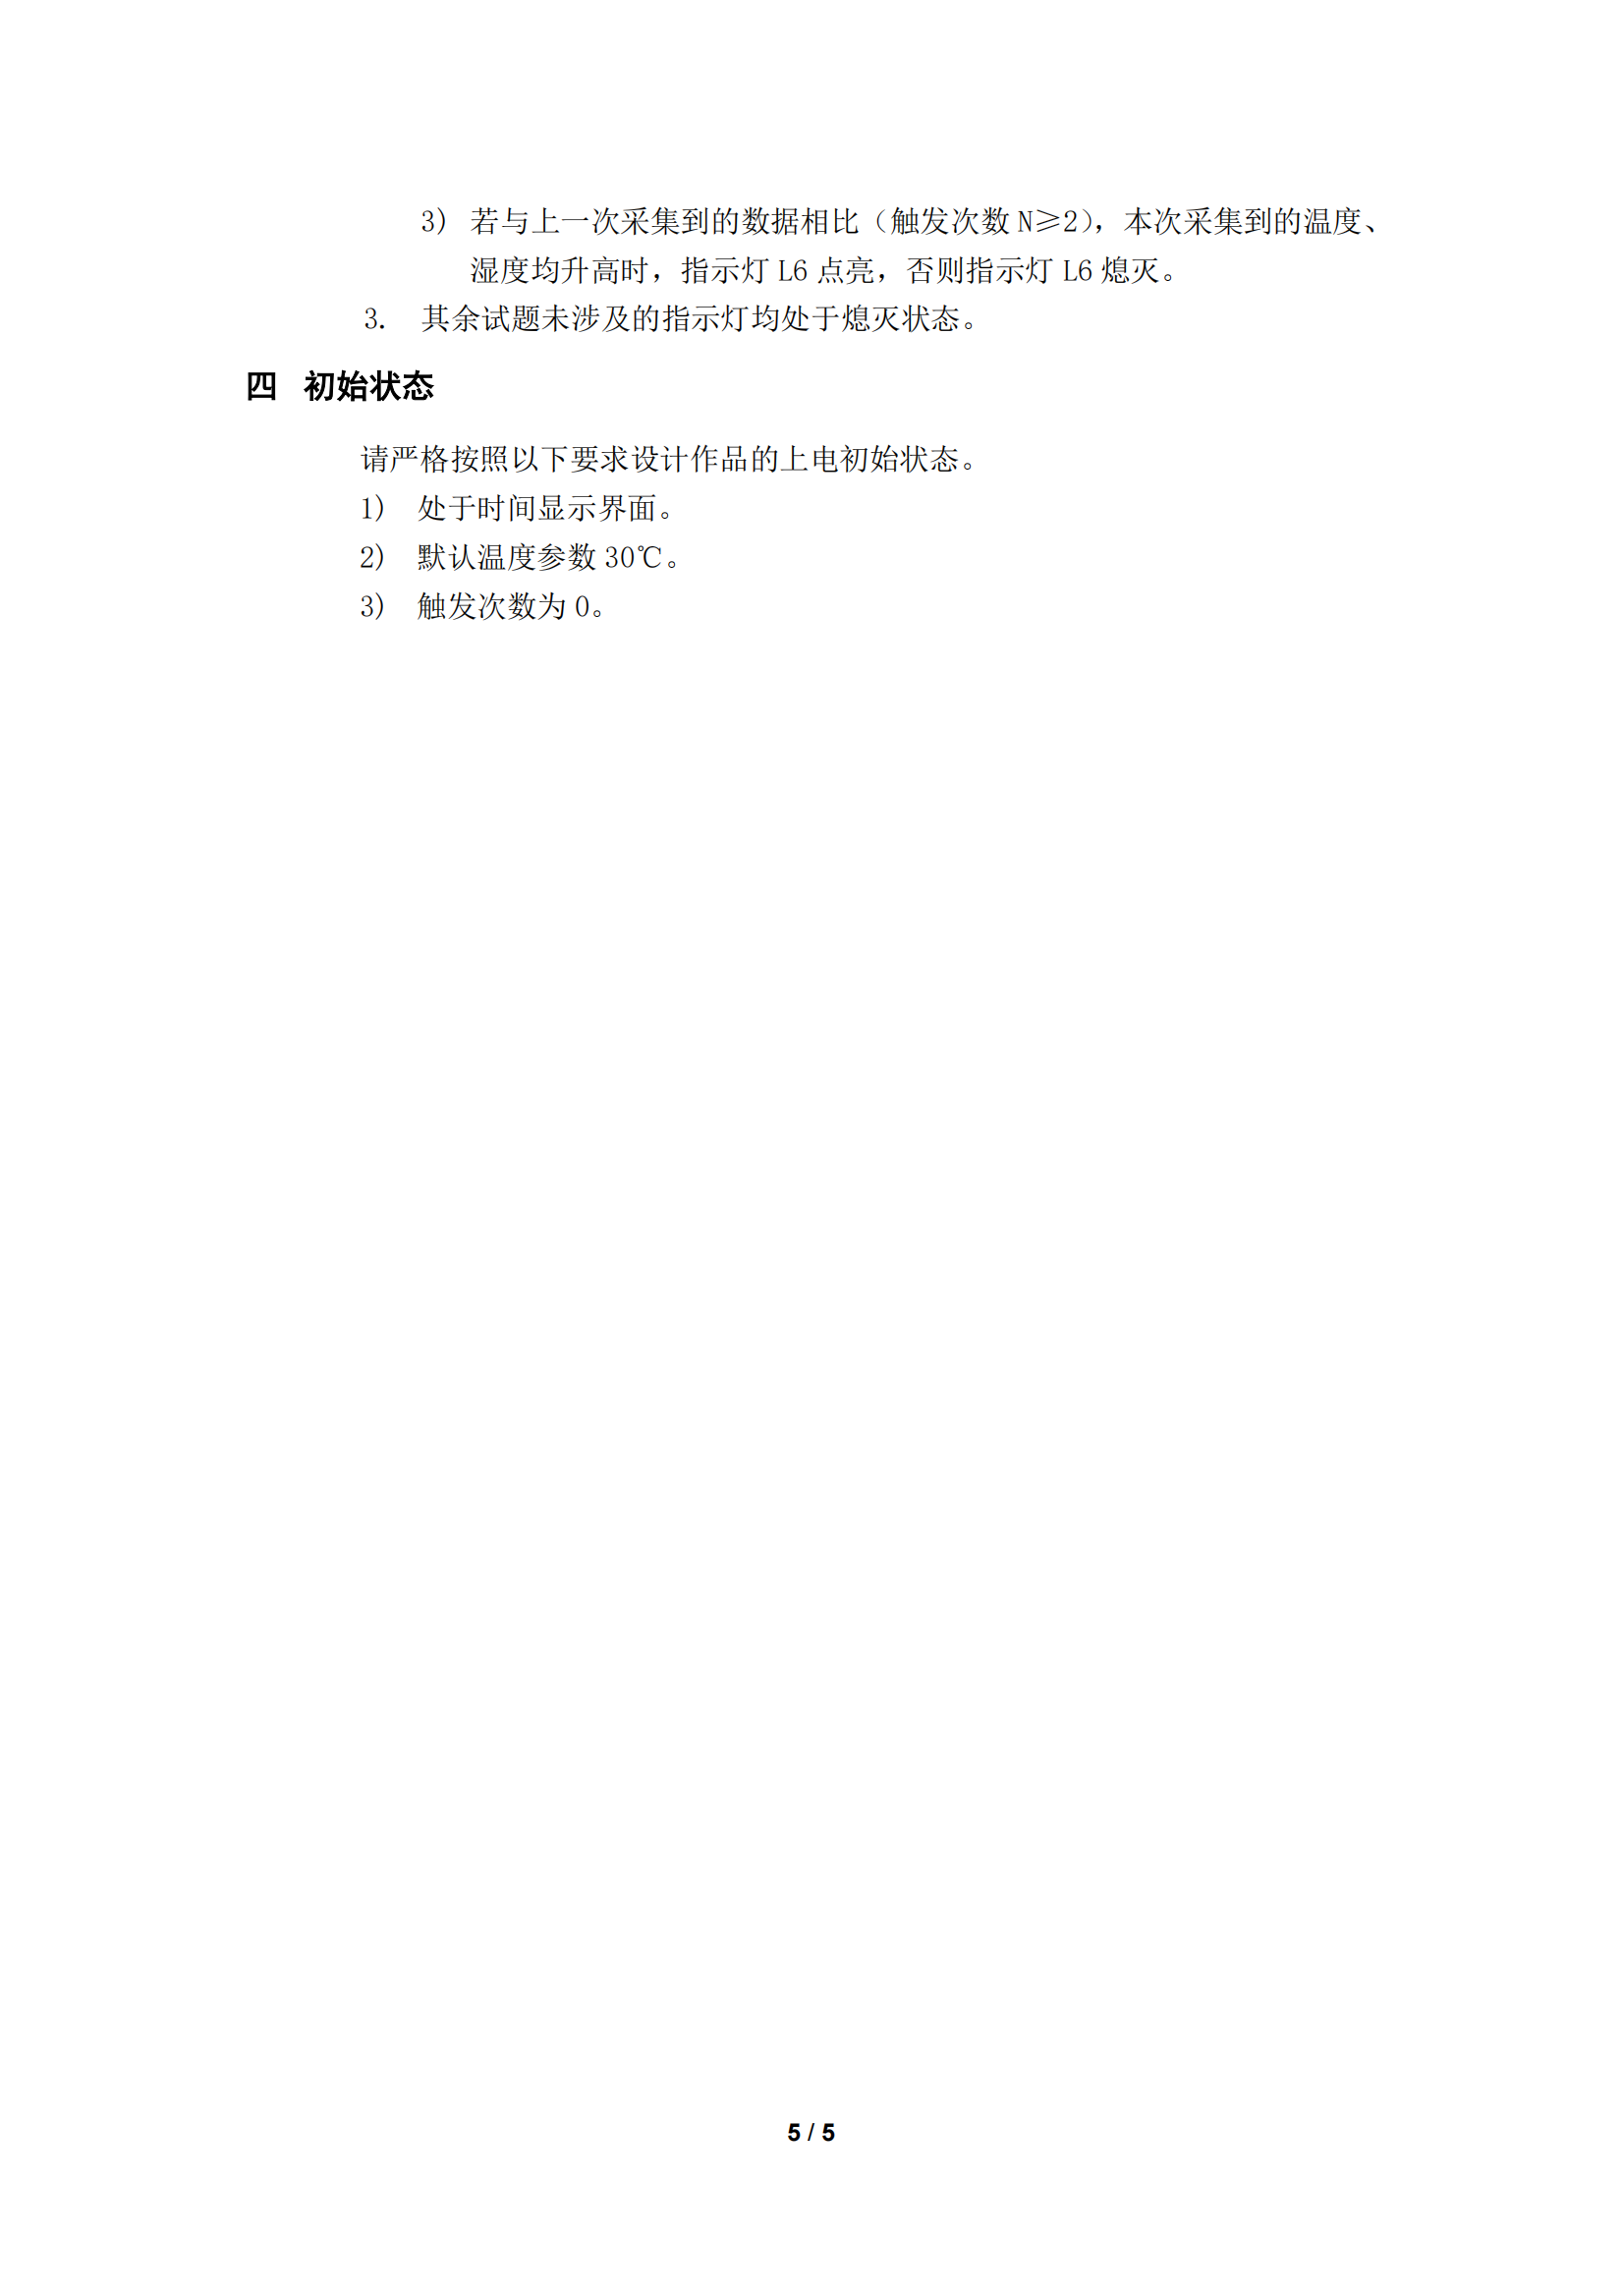 3) 若与上一次采集到的数据相比（触发次数 N≥2），本次采集到的温度、
湿度均升高时，指示灯 L6 点亮，否则指示灯 L6 熄灭。
3. 其余试题未涉及的指示灯均处于熄灭状态。
四 初始状态
请严格按照以下要求设计作品的上电初始状态。
1) 处于时间显示界面。
2) 默认温度参数 30℃。
3) 触发次数为 0。
5 / 5